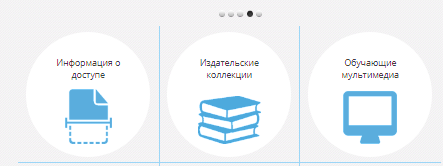 Информация о
доступе
Издательские
коллекции
Обучающие
мультимедиа